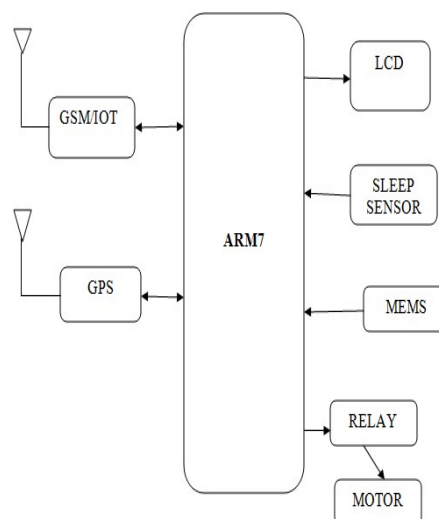 LCD
GSM/IOT
SLEEP
SENSOR
ARM7
GPS
MEMS
RELAY
MOTOR